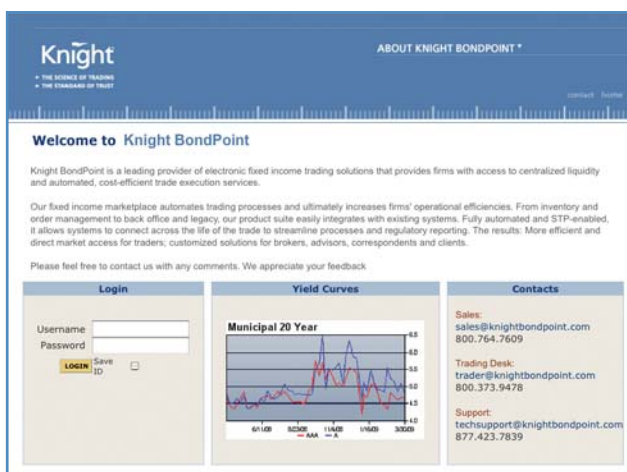 Knight
▸ THE SCIENCE OF TRADING
▸ THE STANDARD OF TRUST
ABOUT KNIGHT BONDPOINT
contact home
Welcome to Knight BondPoint
Knight BondPoint is a leading provider of electronic fixed income trading solutions that provides firms with access to centralized liquidity
and automated, cost-efficient trade execution services.
Our fixed income marketplace automates trading processes and ultimately increases firms' operational efficiencies. From inventory and
order management to back office and legacy, our product suite easily integrates with existing systems. Fully automated and STP-enabled,
it allows systems to connect across the life of the trade to streamline processes and regulatory reporting. The results: More efficient and
direct market access for traders; customized solutions for brokers, advisors, correspondents and clients.
Please feel free to contact us with any comments. We appreciate your feedback
Login
Username
Password
LOGIN
Save
ID
Yield Curves
Municipal 20 Year
6.5
6.0
5.5
5.0
4.5
4.0
6/11/08 9/23/08 11/4/08 1/16/09 3/30/09
AAA A
Contacts
Sales:
sales@knightbondpoint.com
800.764.7609
Trading Desk:
trader@knightbondpoint.com
800.373.9478
Support:
techsupport@knightbondpoint.com
877.423.7839